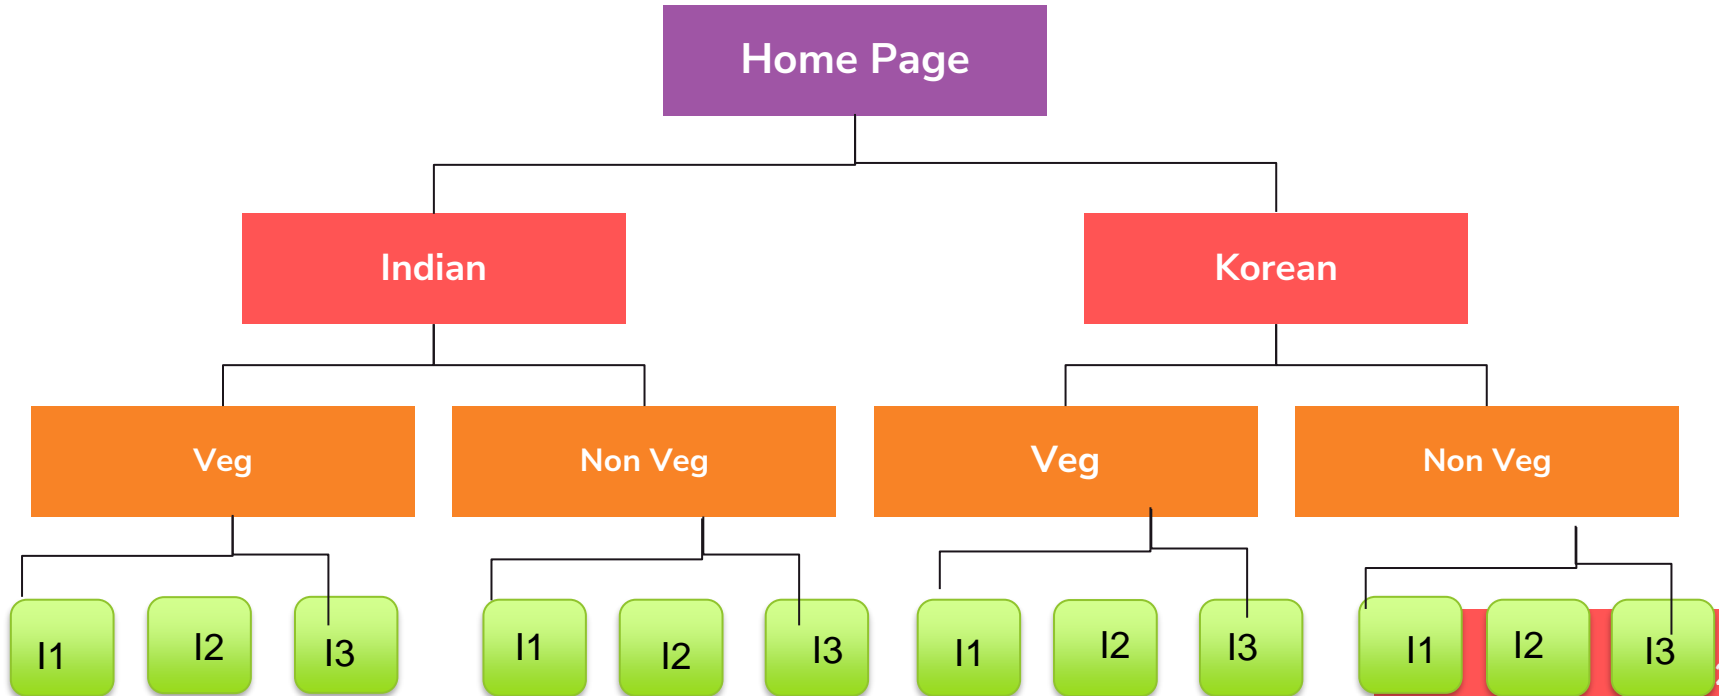 Home Page
Indian
Korean
Veg
Non Veg
Veg
Non Veg
I1
I2
I3
I1
I2
I3
I1
I2
I3
I1
I2
I3